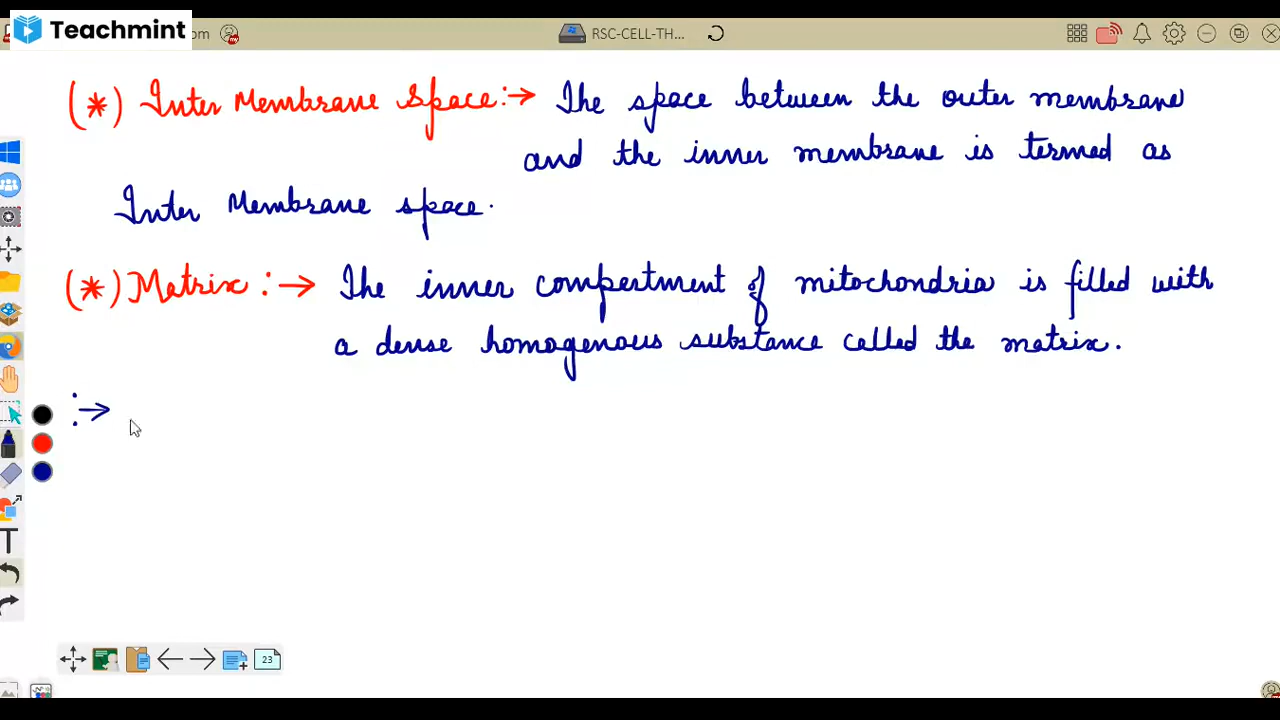 Teachmint
om
RSC-CELL-TH...
(*) Inter Membrane Space :→ The space between the outer membrane
and the inner membrane is termed as
Inter Membrane space.
(*) Matrix :→ The inner compartment of mitochondria is filled with
a dense homogenous substance called the matrix.
:→
T
23